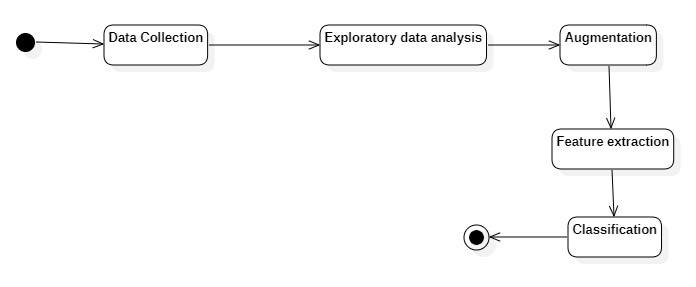 Data Collection
Exploratory data analysis
Augmentation
Feature extraction
Classification